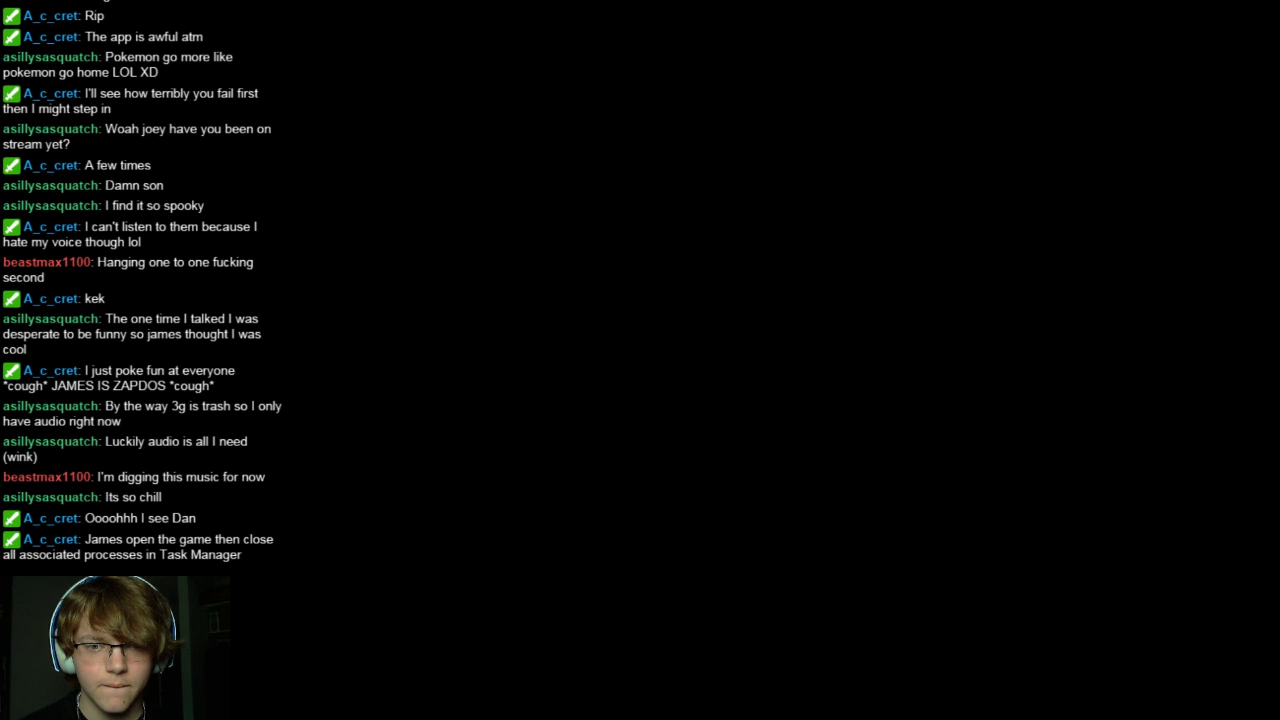 A_c_cret: Rip
A_c_cret: The app is awful atm
asillysasquatch: Pokemon go more like
pokemon go home LOL XD
A_c_cret: I'll see how terribly you fail first
then I might step in
asillysasquatch: Woah joey have you been on
stream yet?
A_c_cret: A few times
asillysasquatch: Damn son
asillysasquatch: I find it so spooky
A_c_cret: I can't listen to them because I
hate my voice though lol
beastmax1100: Hanging one to one fucking
second
A_c_cret: kek
asillysasquatch: The one time I talked I was
desperate to be funny so james thought I was
cool
A_c_cret: I just poke fun at everyone
*cough* JAMES IS ZAPDOS *cough*
asillysasquatch: By the way 3g is trash so I only
have audio right now
asillysasquatch: Luckily audio is all I need
(wink)
beastmax1100: I'm digging this music for now
asillysasquatch: Its so chill
A_c_cret: Oooohhh I see Dan
A_c_cret: James open the game then close
all associated processes in Task Manager